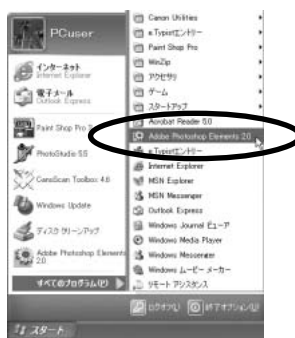 PCuser
インターネット
Internet Explorer
電子メール
Outlook Express
Paint Shop Pro 7
PhotoStudio 5.5
CanoScan Toolbox 4.6
Windows Update
ディスク クリーンアップ
Adobe Photoshop Elements
2.0
すべてのプログラム(P)
Canon Utilities
e.Typistエントリー
Paint Shop Pro
WinZip
アクセサリ
ゲーム
スタートアップ
Acrobat Reader 5.0
Adobe Photoshop Elements 2.0
e.Typistエントリー
Internet Explorer
MSN Explorer
MSN Messenger
Outlook Express
Windows Journal ビューア
Windows Media Player
Windows Messenger
Windows ムービー メーカー
リモート アシスタンス
ログオフ(L)
終了オプション(U)
スタート